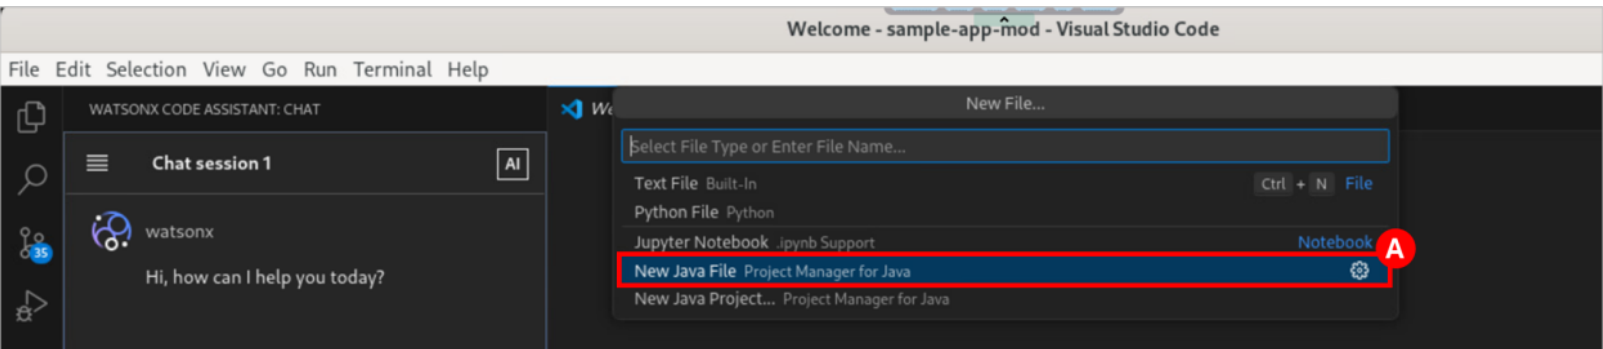 Welcome - sample-app-mod - Visual Studio Code
File Edit Selection View Go Run Terminal Help
WATSONX CODE ASSISTANT: CHAT
We
New File...
Chat session 1
AI
Select File Type or Enter File Name...
Text File Built-In Ctrl + N File
Python File Python
Jupyter Notebook .ipynb Support Notebook
A
New Java File Project Manager for Java
New Java Project... Project Manager for Java
watsonx
Hi, how can I help you today?
35